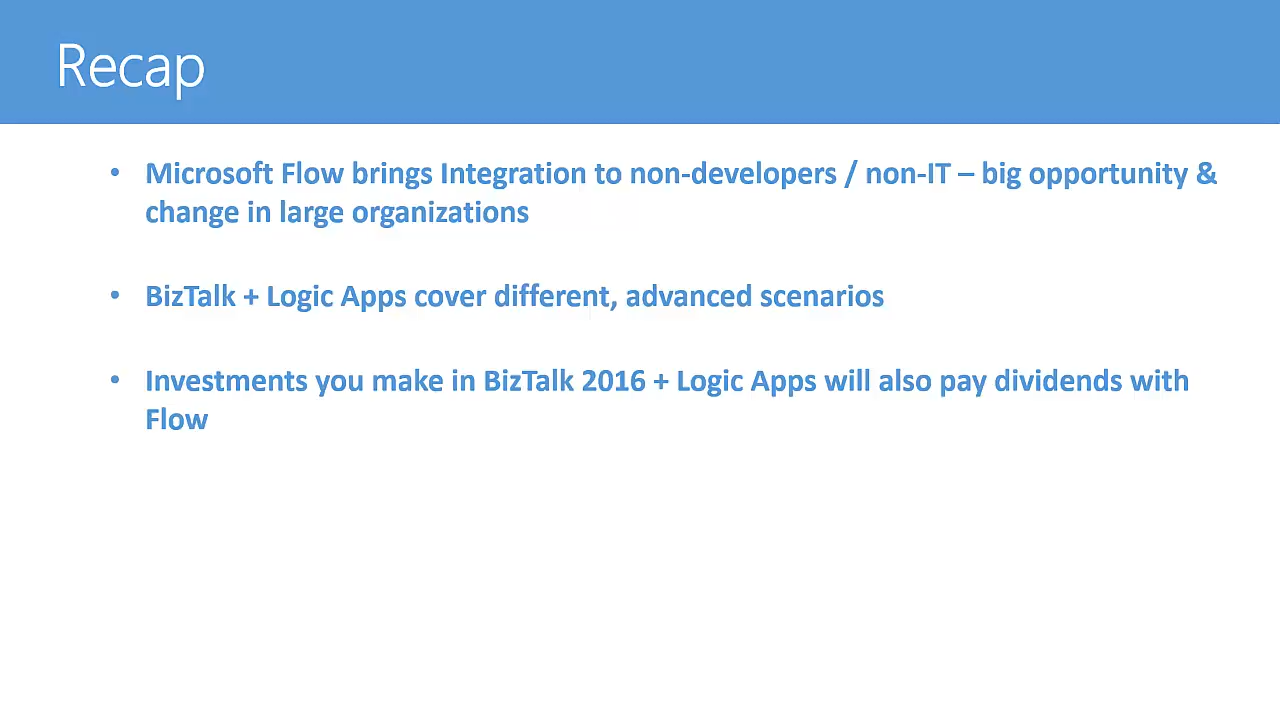 Recap
• Microsoft Flow brings Integration to non-developers / non-IT – big opportunity &
change in large organizations
• BizTalk + Logic Apps cover different, advanced scenarios
• Investments you make in BizTalk 2016 + Logic Apps will also pay dividends with
Flow